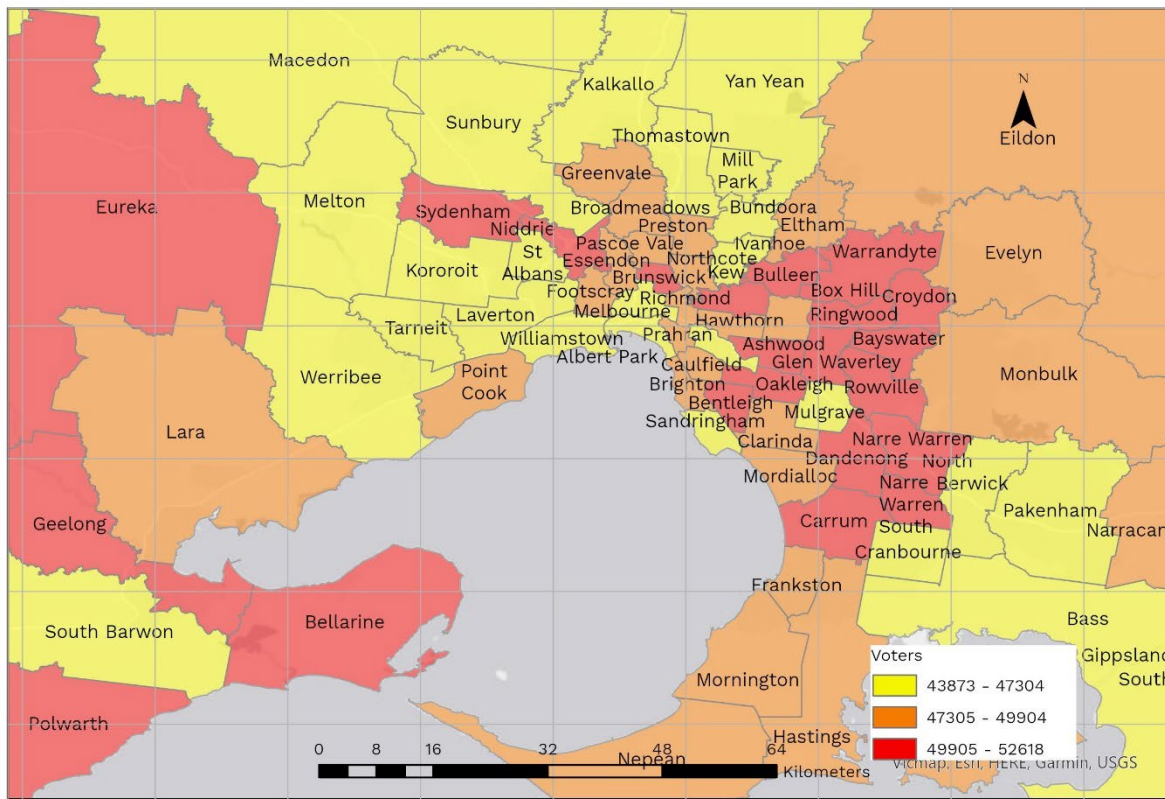 Macedon
Kalkallo
Yan Yean
N
Eildon
Sunbury
Thomastown
Mill
Park
Greenvale
Melton
Eureka
Sydenham
Broadmeadows
Bundoora
Niddrie
Preston
Eltham
Pascoe Vale
Ivanhoe
Warrandyte
Evelyn
St
Albans
Essendon
Northcote
Kororoit
Brunswick
Kew
Bulleen
Footscray
Richmond
Box Hill
Croydon
Laverton
Melbourne
Hawthorn
Ringwood
Tarneit
Williamstown
Prahran
Ashwood
Bayswater
Albert Park
Caulfield
Glen Waverley
Point
Cook
Werribee
Brighton
Oakleigh
Rowville
Monbulk
Bentleigh
Mulgrave
Sandringham
Lara
Clarinda
Narre Warren
North
Dandenong
Mordialloc
Narre
Warren
South
Berwick
Pakenham
Geelong
Carrum
Narracan
Cranbourne
Frankston
Bellarine
Bass
South Barwon
Gippsland
South
Mornington
Polwarth
Hastings
Nepean
Voters
43873 - 47304
47305 - 49904
49905 - 52618
0 8 16 32 48 64
Kilometers
Vicmap, Esri, HERE, Garmin, USGS